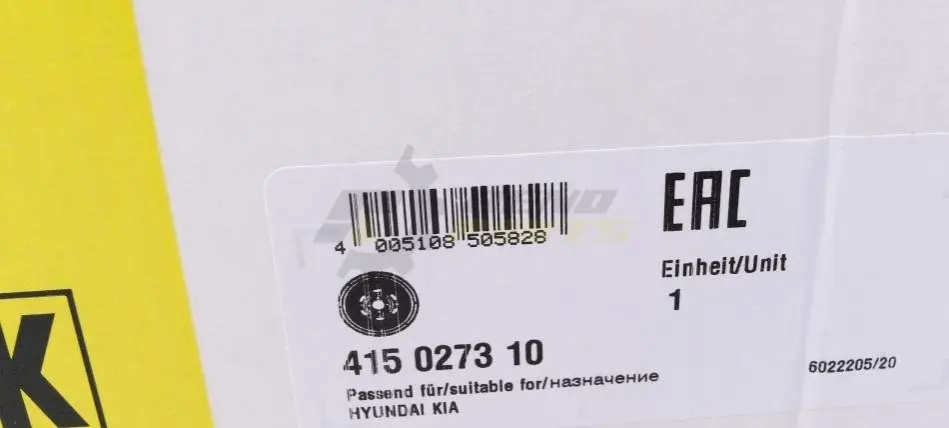 EAC
4 005108 505828
Einheit/Unit
1
415 0273 10
6022205/20
Passend für/suitable for/назначение
HYUNDAI KIA
K